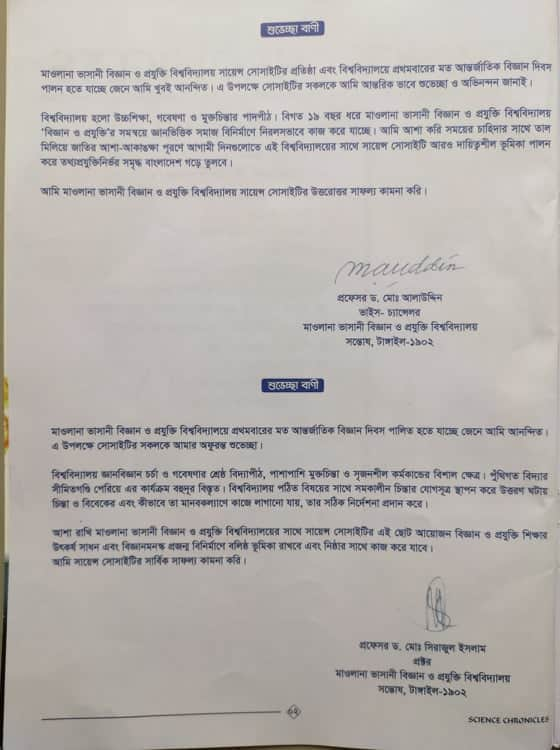 শুভেচ্ছা বাণী
মাওলানা ভাসানী বিজ্ঞান ও প্রযুক্তি বিশ্ববিদ্যালয় সায়েন্স সোসাইটির প্রতিষ্ঠা এবং বিশ্ববিদ্যালয়ে প্রথমবারের মত আন্তর্জাতিক বিজ্ঞান দিবস
পালন হতে যাচ্ছে জেনে আমি খুবই আনন্দিত। এ উপলক্ষে সোসাইটির সকলকে আমি আন্তরিক ভাবে শুভেচ্ছা ও অভিনন্দন জানাই।
বিশ্ববিদ্যালয় হলো উচ্চশিক্ষা, গবেষণা ও মুক্তচিন্তার পাদপীঠ। বিগত ১৯ বছর ধরে মাওলানা ভাসানী বিজ্ঞান ও প্রযুক্তি বিশ্ববিদ্যালয়
'বিজ্ঞান ও প্রযুক্তি'র সমন্বয়ে জ্ঞানভিত্তিক সমাজ বিনির্মাণে নিরলসভাবে কাজ করে যাচ্ছে। আমি আশা করি সময়ের চাহিদার সাথে তাল
মিলিয়ে জাতির আশা-আকাঙ্ক্ষা পূরণে আগামী দিনগুলোতে এই বিশ্ববিদ্যালয়ের সাথে সায়েন্স সোসাইটি আরও দায়িত্বশীল ভূমিকা পালন
করে তথ্যপ্রযুক্তিনির্ভর সমৃদ্ধ বাংলাদেশ গড়ে তুলবে।
আমি মাওলানা ভাসানী বিজ্ঞান ও প্রযুক্তি বিশ্ববিদ্যালয় সায়েন্স সোসাইটির উত্তরোত্তর সাফল্য কামনা করি।
প্রফেসর ড. মোঃ আলাউদ্দিন
ভাইস- চ্যান্সেলর
মাওলানা ভাসানী বিজ্ঞান ও প্রযুক্তি বিশ্ববিদ্যালয়
সন্তোষ, টাঙ্গাইল-১৯০২
শুভেচ্ছা বাণী
মাওলানা ভাসানী বিজ্ঞান ও প্রযুক্তি বিশ্ববিদ্যালয়ে প্রথমবারের মত আন্তর্জাতিক বিজ্ঞান দিবস পালিত হতে যাচ্ছে জেনে আমি আনন্দিত।
এ উপলক্ষে সোসাইটির সকলকে আমার অফুরন্ত শুভেচ্ছা।
বিশ্ববিদ্যালয় জ্ঞানবিজ্ঞান চর্চা ও গবেষণার শ্রেষ্ঠ বিদ্যাপীঠ, পাশাপাশি মুক্তচিন্তা ও সৃজনশীল কর্মকান্ডের বিশাল ক্ষেত্র। পুঁথিগত বিদ্যার
সীমিতগণ্ডি পেরিয়ে এর কার্যক্রম বহুদূর বিস্তৃত। বিশ্ববিদ্যালয় পঠিত বিষয়ের সাথে সমকালীন চিন্তার যোগসূত্র স্থাপন করে উত্তরণ ঘটায়
চিন্তা ও বিবেকের এবং কীভাবে তা মানবকল্যাণে কাজে লাগানো যায়, তার সঠিক নির্দেশনা প্রদান করে।
আশা রাখি মাওলানা ভাসানী বিজ্ঞান ও প্রযুক্তি বিশ্ববিদ্যালয়ের সাথে সায়েন্স সোসাইটির এই ছোট আয়োজন বিজ্ঞান ও প্রযুক্তি শিক্ষার
উৎকর্ষ সাধন এবং বিজ্ঞানমনস্ক প্রজন্ম বিনির্মাণে বলিষ্ঠ ভূমিকা রাখবে এবং নিষ্ঠার সাথে কাজ করে যাবে।
আমি সায়েন্স সোসাইটির সার্বিক সাফল্য কামনা করি।
প্রফেসর ড. মোঃ সিরাজুল ইসলাম
প্রক্টর
মাওলানা ভাসানী বিজ্ঞান ও প্রযুক্তি বিশ্ববিদ্যালয়
সন্তোষ, টাঙ্গাইল-১৯০২
SCIENCE CHRONICLES